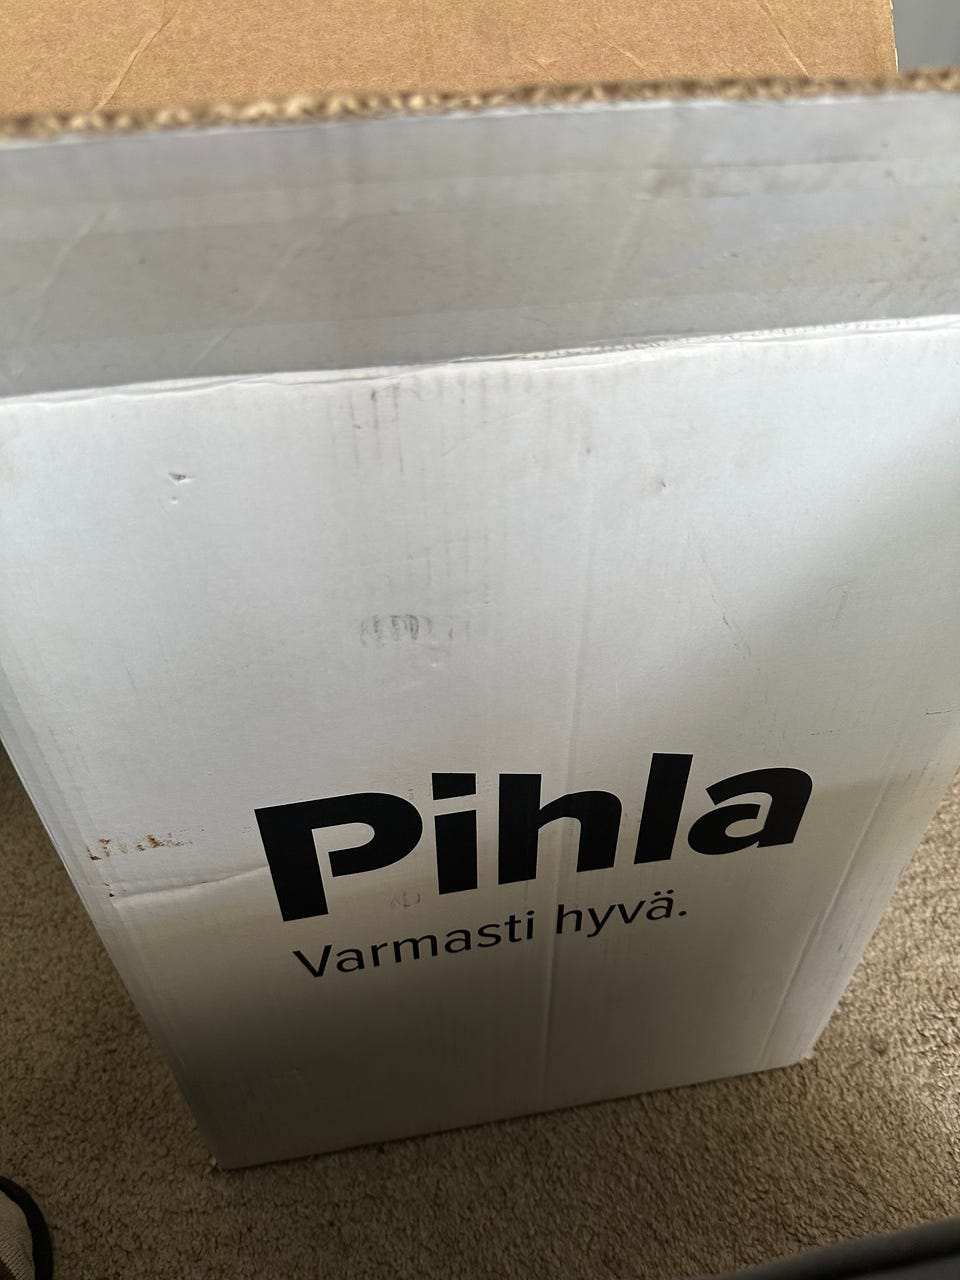 Pihla
Varmasti hyvä.